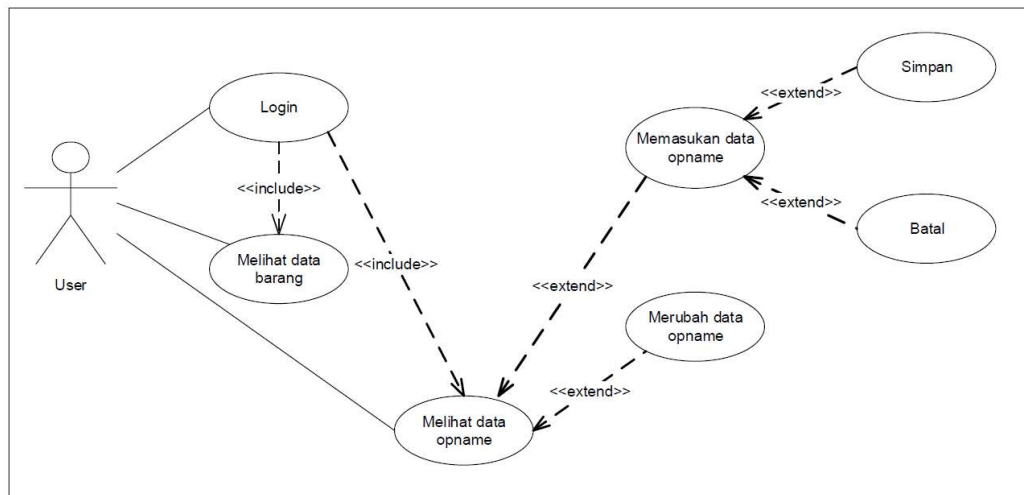 Simpan
<<extend>>
Login
Memasukan data
opname
<<include>>
<<extend>>
Batal
User
Melihat data
barang
<<include>>
<<extend>>
Merubah data
opname
<<extend>>
Melihat data
opname